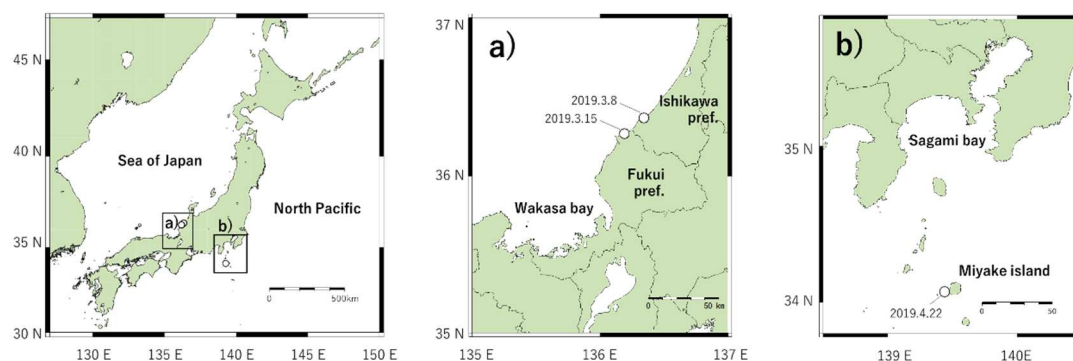 45 N
40 N
35 N
30 N
130 E
135 E
140 E
145 E
150 E
Sea of Japan
North Pacific
a)
b)
0
500km
a)
37 N
36 N
35 N
135 E
136 E
137 E
2019.3.8
2019.3.15
Ishikawa
pref.
Fukui
pref.
Wakasa bay
0
50 km
b)
35 N
34 N
139 E
140 E
Sagami bay
Miyake island
2019.4.22
0
50